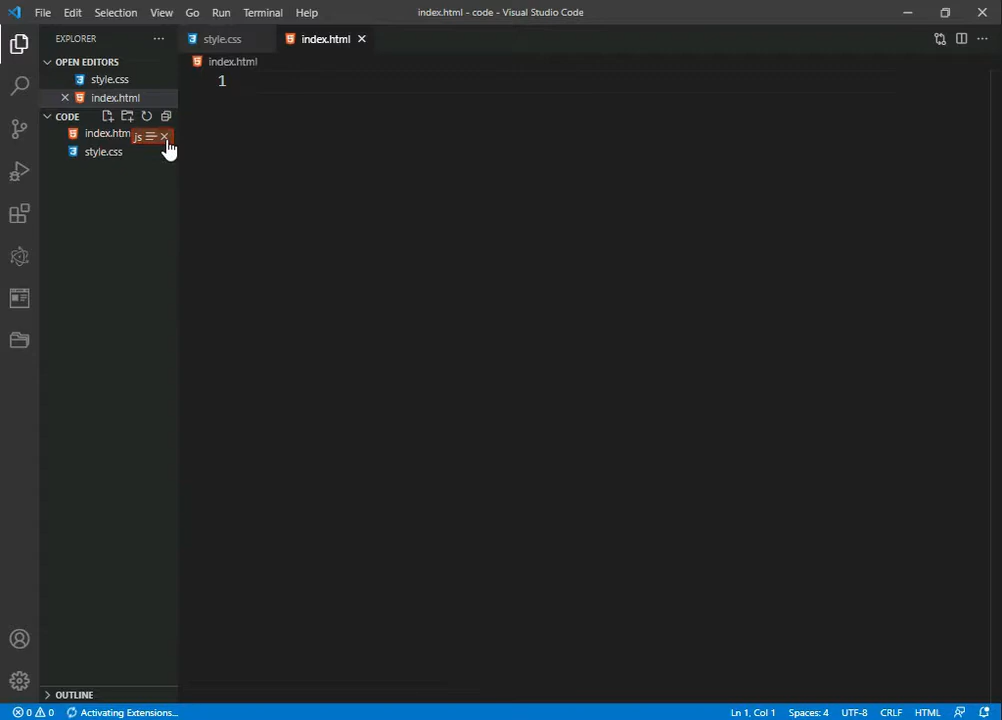 File Edit Selection View Go Run Terminal Help index.html - code - Visual Studio Code
EXPLORER
style.css index.html
OPEN EDITORS
index.html
style.css
index.html
1
CODE
index.htm
js
style.css
OUTLINE
0 0 Activating Extensions... Ln 1, Col 1 Spaces: 4 UTF-8 CRLF HTML